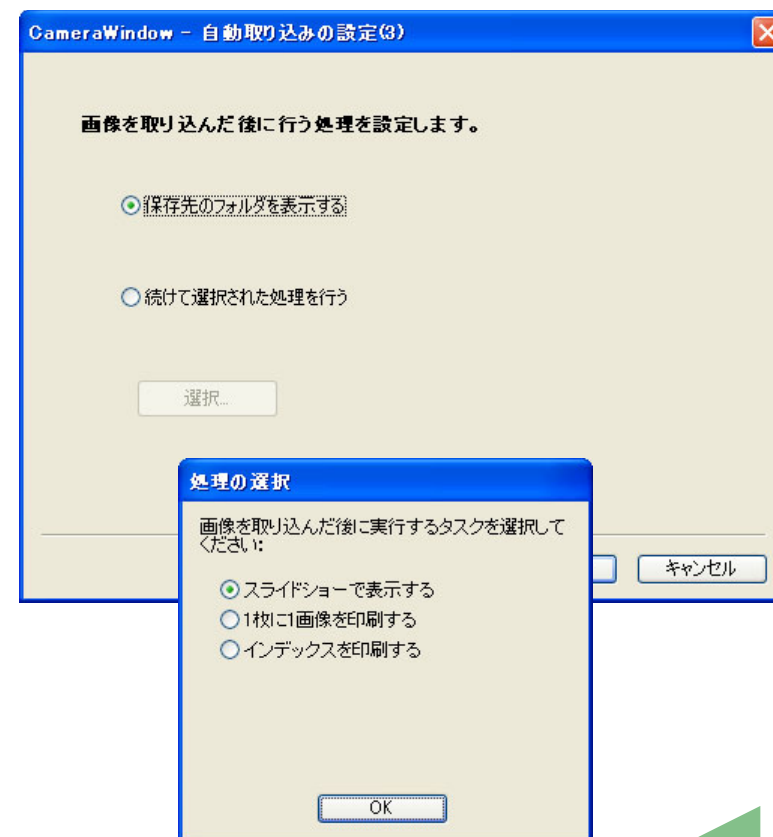 CameraWindow - 自動取り込みの設定(3)
画像を取り込んだ後に行う処理を設定します。
保存先のフォルダを表示する
続けて選択された処理を行う
選択...
処理の選択
画像を取り込んだ後に実行するタスクを選択して
ください:
キャンセル
スライドショーで表示する
1枚に1画像を印刷する
インデックスを印刷する
OK